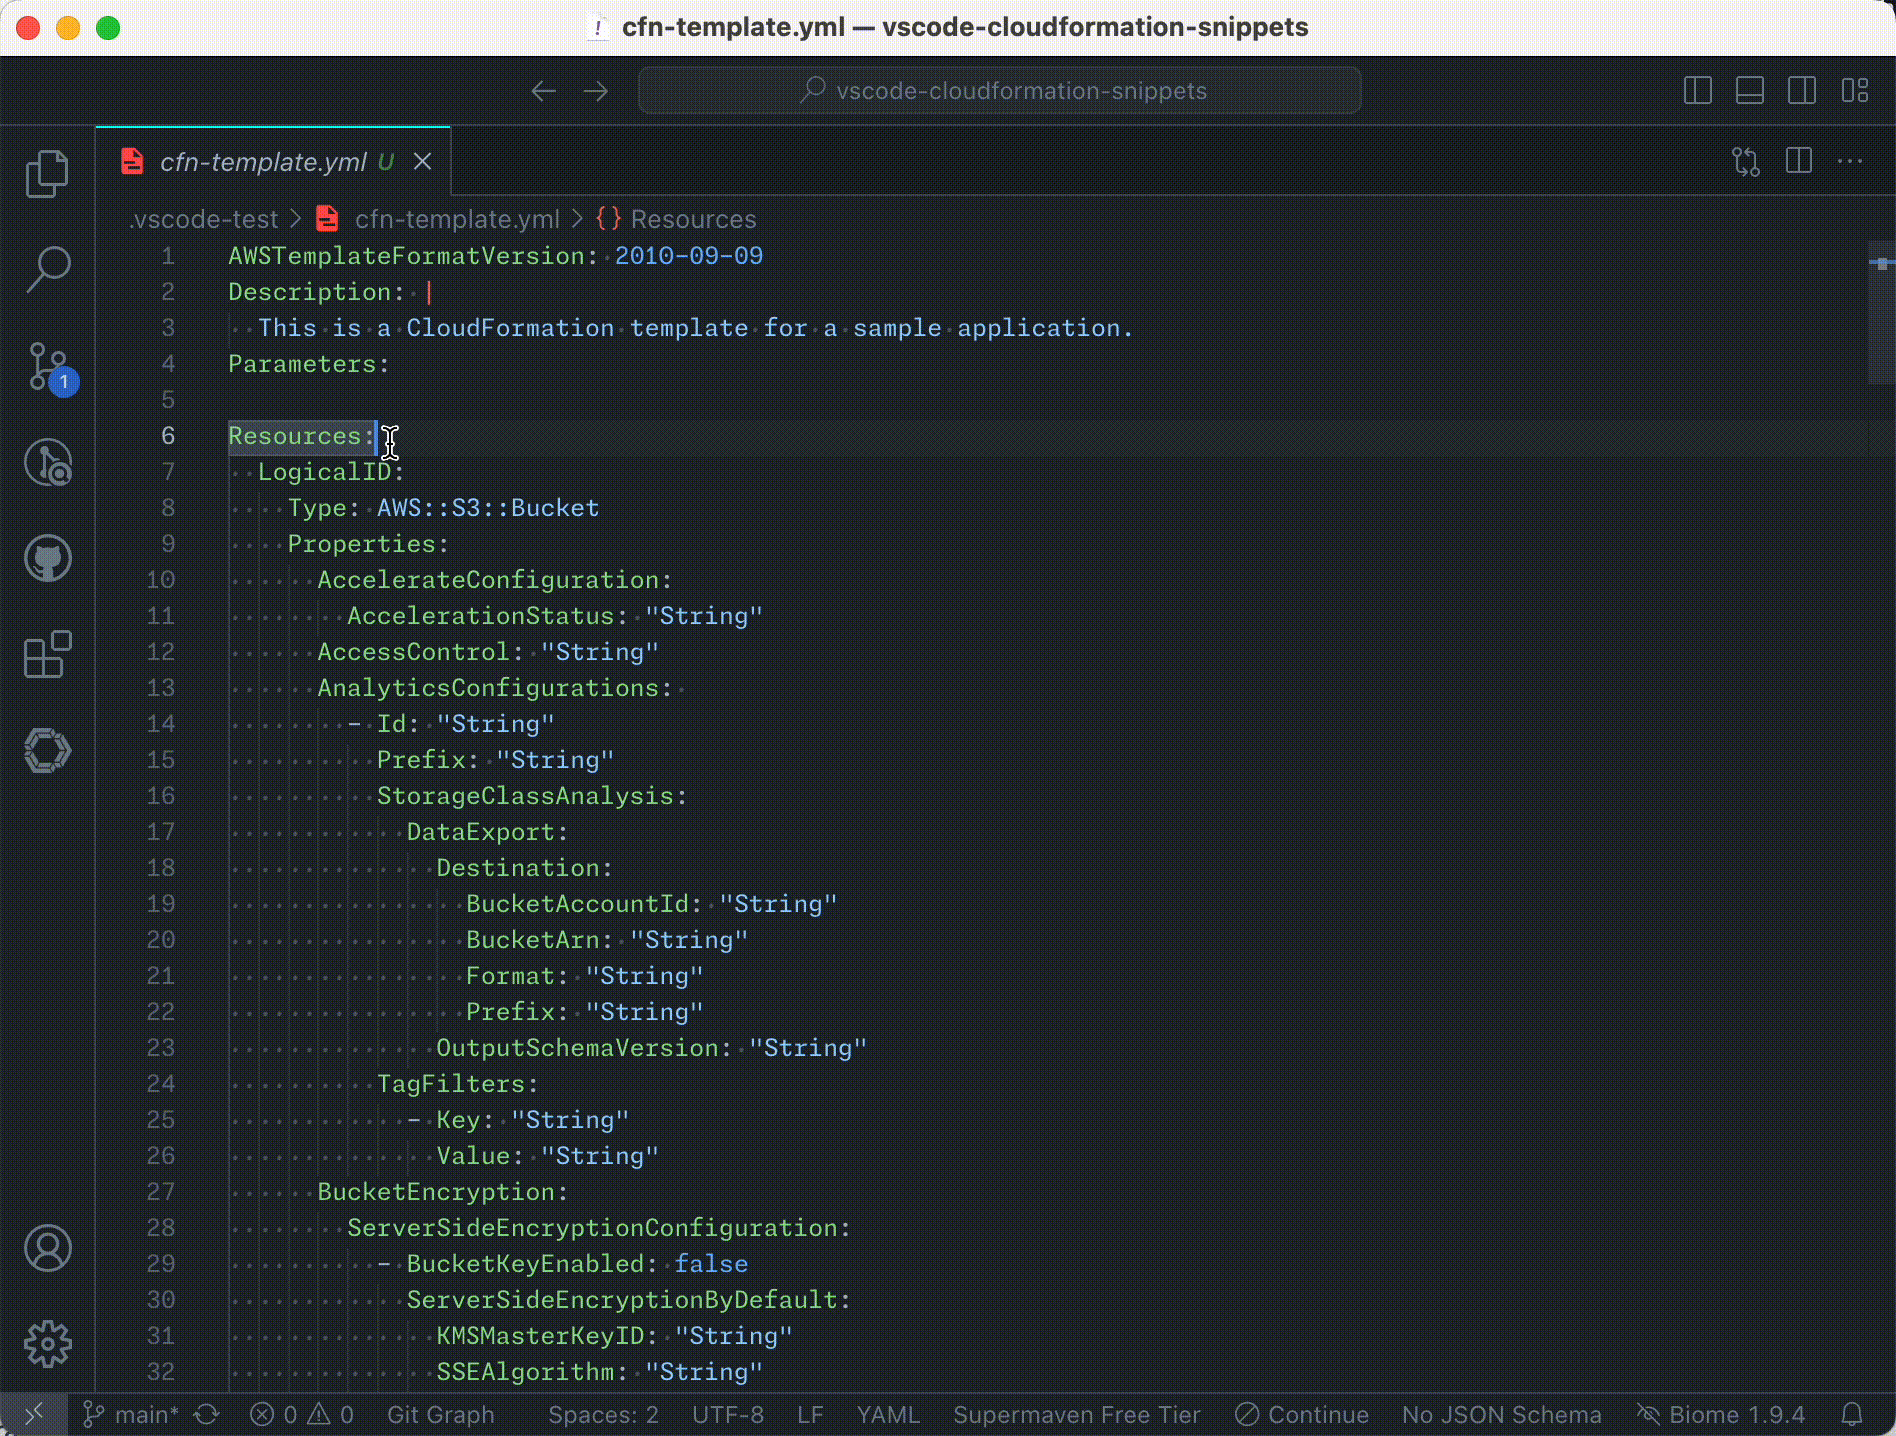 cfn-template.yml — vscode-cloudformation-snippets
vscode-cloudformation-snippets
cfn-template.yml U
.vscode-test > cfn-template.yml > {} Resources
1 AWSTemplateFormatVersion: 2010-09-09
2 Description: |
3   This is a CloudFormation template for a sample application.
4 Parameters:
5
6 Resources:
7   LogicalID:
8     Type: AWS::S3::Bucket
9     Properties:
10       AccelerateConfiguration:
11         AccelerationStatus: "String"
12       AccessControl: "String"
13       AnalyticsConfigurations:
14         - Id: "String"
15           Prefix: "String"
16           StorageClassAnalysis:
17             DataExport:
18               Destination:
19                 BucketAccountId: "String"
20                 BucketArn: "String"
21                 Format: "String"
22                 Prefix: "String"
23               OutputSchemaVersion: "String"
24           TagFilters:
25             - Key: "String"
26               Value: "String"
27       BucketEncryption:
28         ServerSideEncryptionConfiguration:
29           - BucketKeyEnabled: false
30             ServerSideEncryptionByDefault:
31               KMSMasterKeyID: "String"
32               SSEAlgorithm: "String"
1
main* 0 0 Git Graph Spaces: 2 UTF-8 LF YAML Supermaven Free Tier Continue No JSON Schema Biome 1.9.4